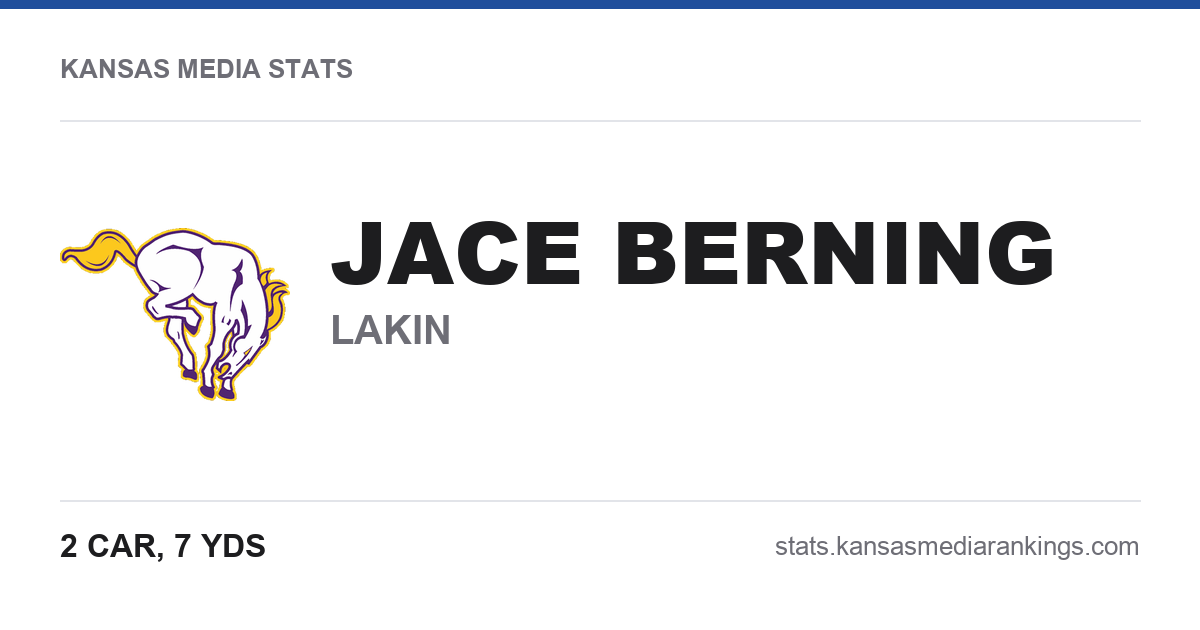 KANSAS MEDIA STATS
JACE BERNING
LAKIN
2 CAR, 7 YDS
stats.kansasmediarankings.com